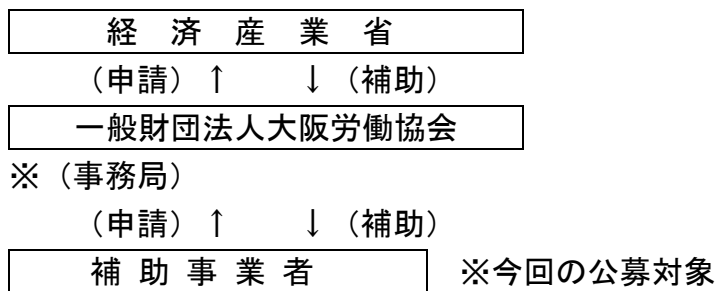 経 済 産 業 省
（申請）↑ ↓（補助）
一般財団法人大阪労働協会
※（事務局）
（申請）↑ ↓（補助）
補 助 事 業 者 ※今回の公募対象